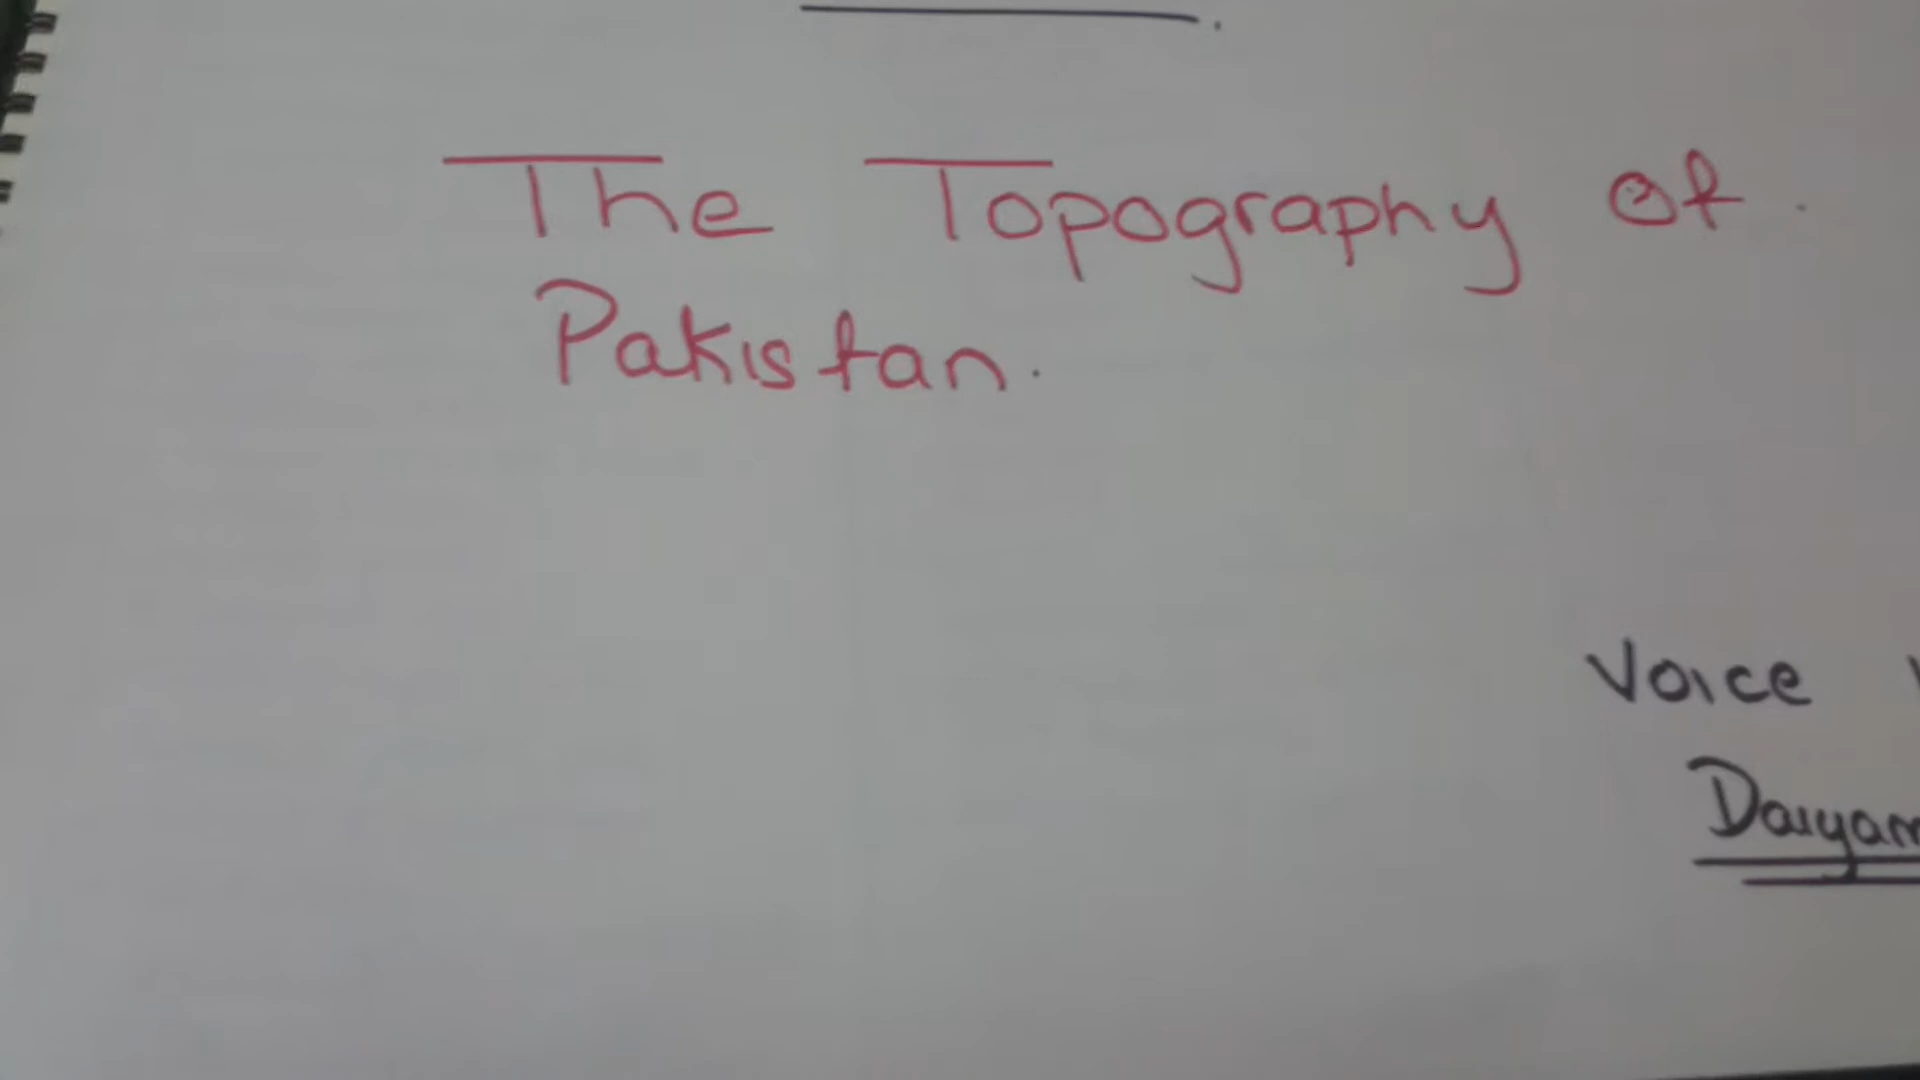 The Topography Of.
Pakistan.
Voice